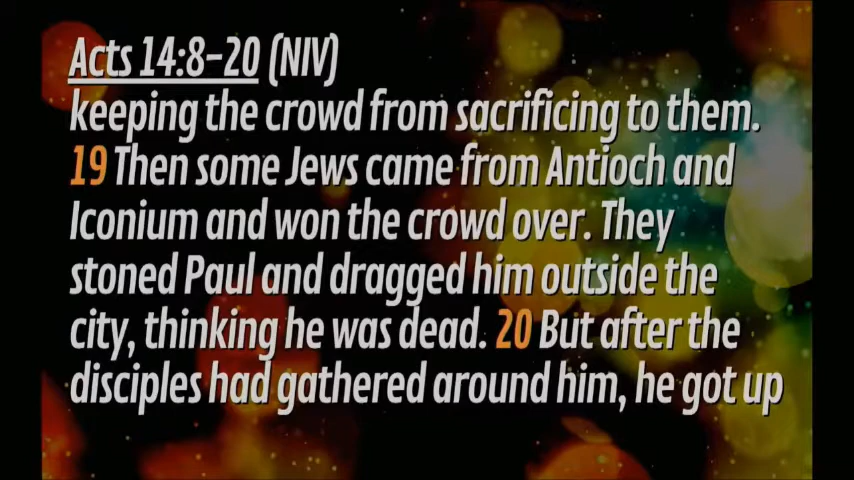 Acts 14:8-20 (NIV)
keeping the crowd from sacrificing to them.
19 Then some Jews came from Antioch and
Iconium and won the crowd over. They
stoned Paul and dragged him outside the
city, thinking he was dead. 20 But after the
disciples had gathered around him, he got up